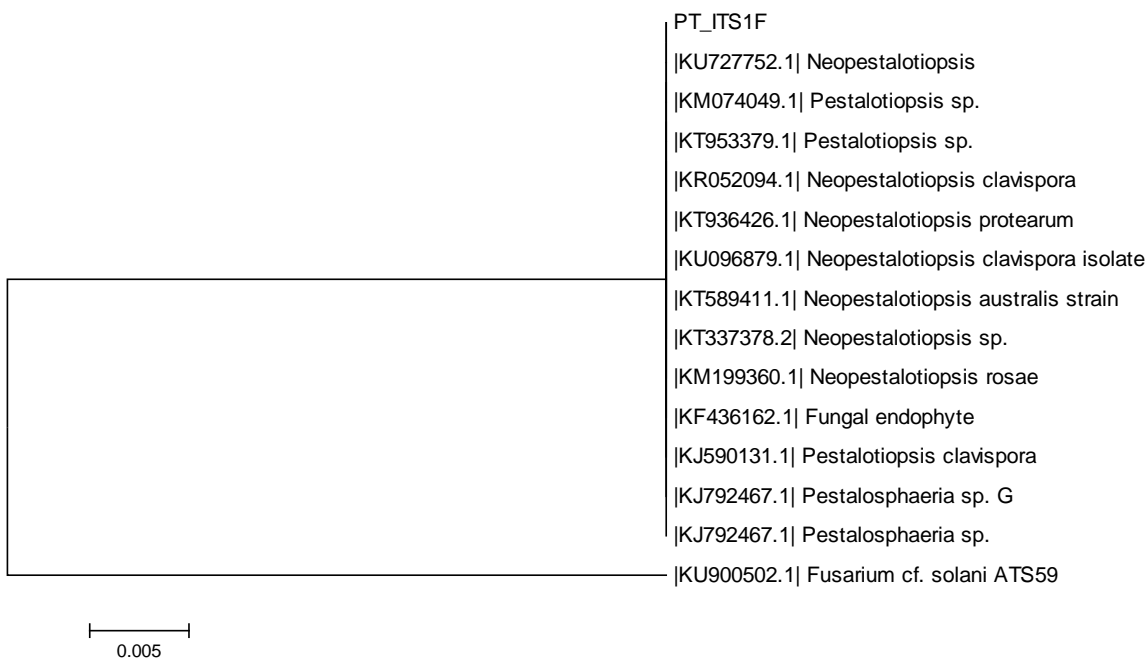 PT_ITS1F
|KU727752.1| Neopestalotiopsis
|KM074049.1| Pestalotiopsis sp.
|KT953379.1| Pestalotiopsis sp.
|KR052094.1| Neopestalotiopsis clavispora
|KT936426.1| Neopestalotiopsis protearum
|KU096879.1| Neopestalotiopsis clavispora isolate
|KT589411.1| Neopestalotiopsis australis strain
|KT337378.2| Neopestalotiopsis sp.
|KM199360.1| Neopestalotiopsis rosae
|KF436162.1| Fungal endophyte
|KJ590131.1| Pestalotiopsis clavispora
|KJ792467.1| Pestalosphaeria sp. G
|KJ792467.1| Pestalosphaeria sp.
|KU900502.1| Fusarium cf. solani ATS59
0.005